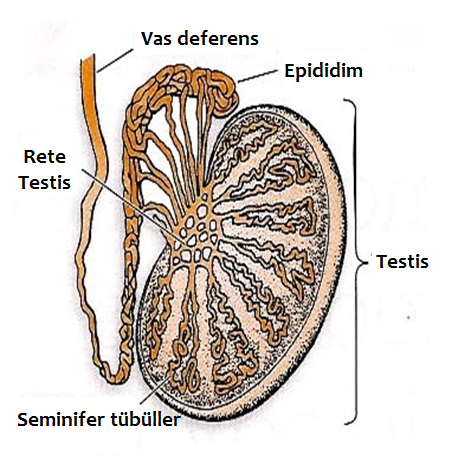 Vas deferens
Epididim
Rete
Testis
Testis
Seminifer tübüller